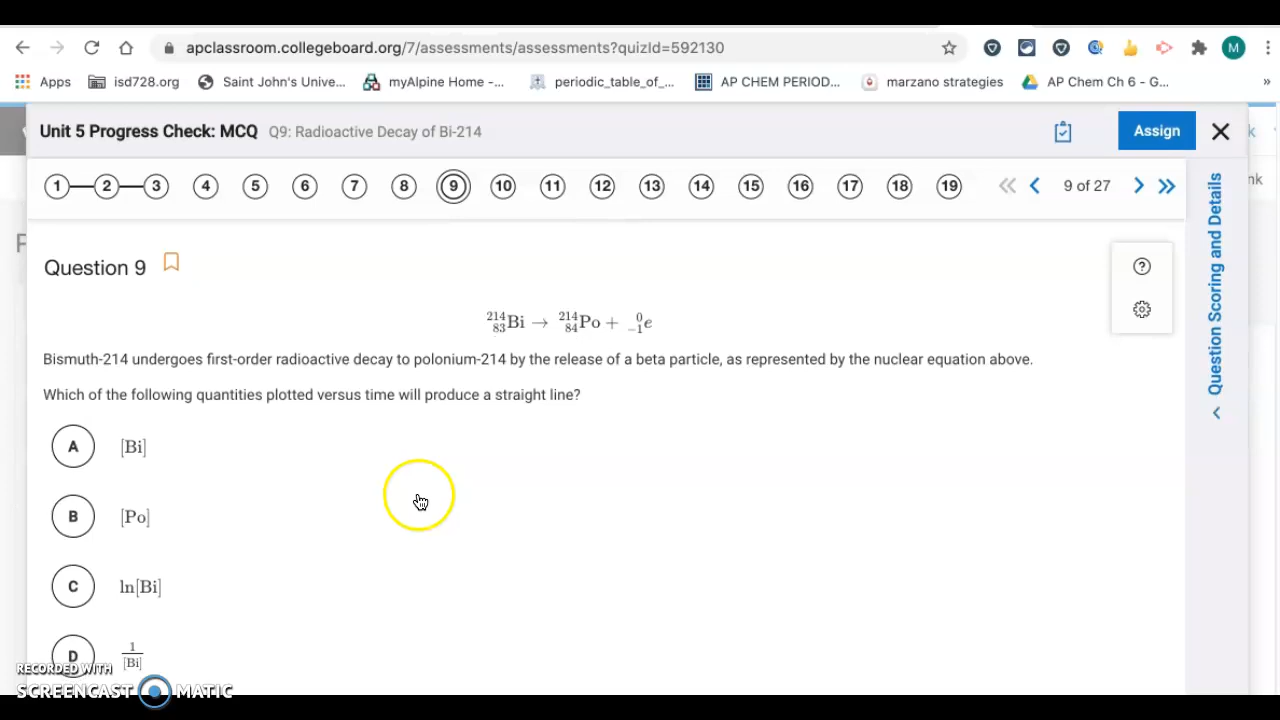 apclassroom.collegeboard.org/7/assessments/assessments?quizId=592130
M
Apps isd728.org Saint John's Unive... myAlpine Home -... periodic_table_of_... AP CHEM PERIOD... marzano strategies AP Chem Ch 6 - G... »
Unit 5 Progress Check: MCQ Q9: Radioactive Decay of Bi-214 Assign
1 2 3 4 5 6 7 8 9 10 11 12 13 14 15 16 17 18 19 9 of 27
Question Scoring and Details
Question 9
²¹⁴₈₃Bi → ²¹⁴₈₄Po + ⁰₋₁e
Bismuth-214 undergoes first-order radioactive decay to polonium-214 by the release of a beta particle, as represented by the nuclear equation above.
Which of the following quantities plotted versus time will produce a straight line?
A [Bi]
B [Po]
C ln[Bi]
D 1/[Bi]
RECORDED WITH
SCREENCAST MATIC